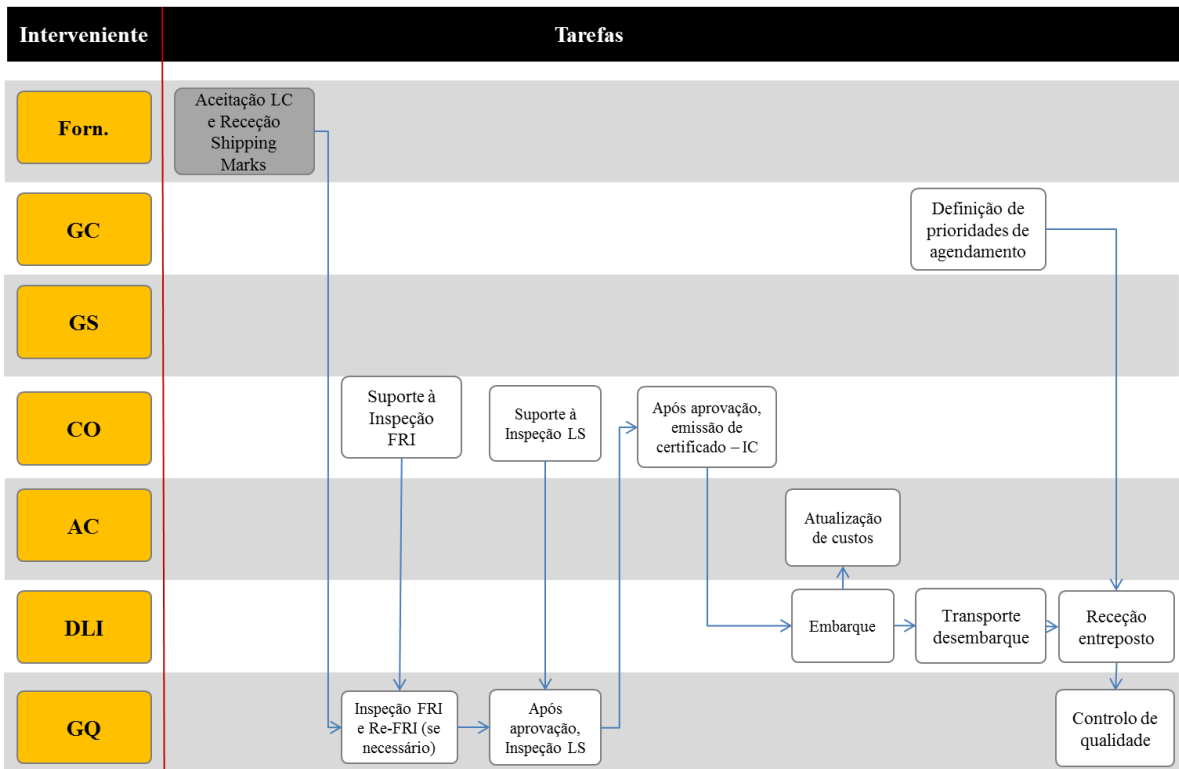 Interveniente
Tarefas
Forn.
Aceitação LC
e Receção
Shipping
Marks
GC
Definição de
prioridades de
agendamento
GS
CO
Suporte à
Inspeção
FRI
Suporte à
Inspeção LS
Após aprovação,
emissão de
certificado – IC
AC
Atualização
de custos
DLI
Embarque
Transporte
desembarque
Receção
entreposto
GQ
Inspeção FRI
e Re-FRI (se
necessário)
Após
aprovação,
Inspeção LS
Controlo de
qualidade